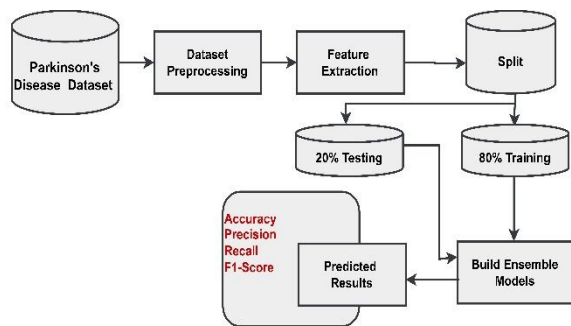 Parkinson's
Disease Dataset
Dataset
Preprocessing
Feature
Extraction
Split
20% Testing
80% Training
Accuracy
Precision
Recall
F1-Score
Predicted
Results
Build Ensemble
Models